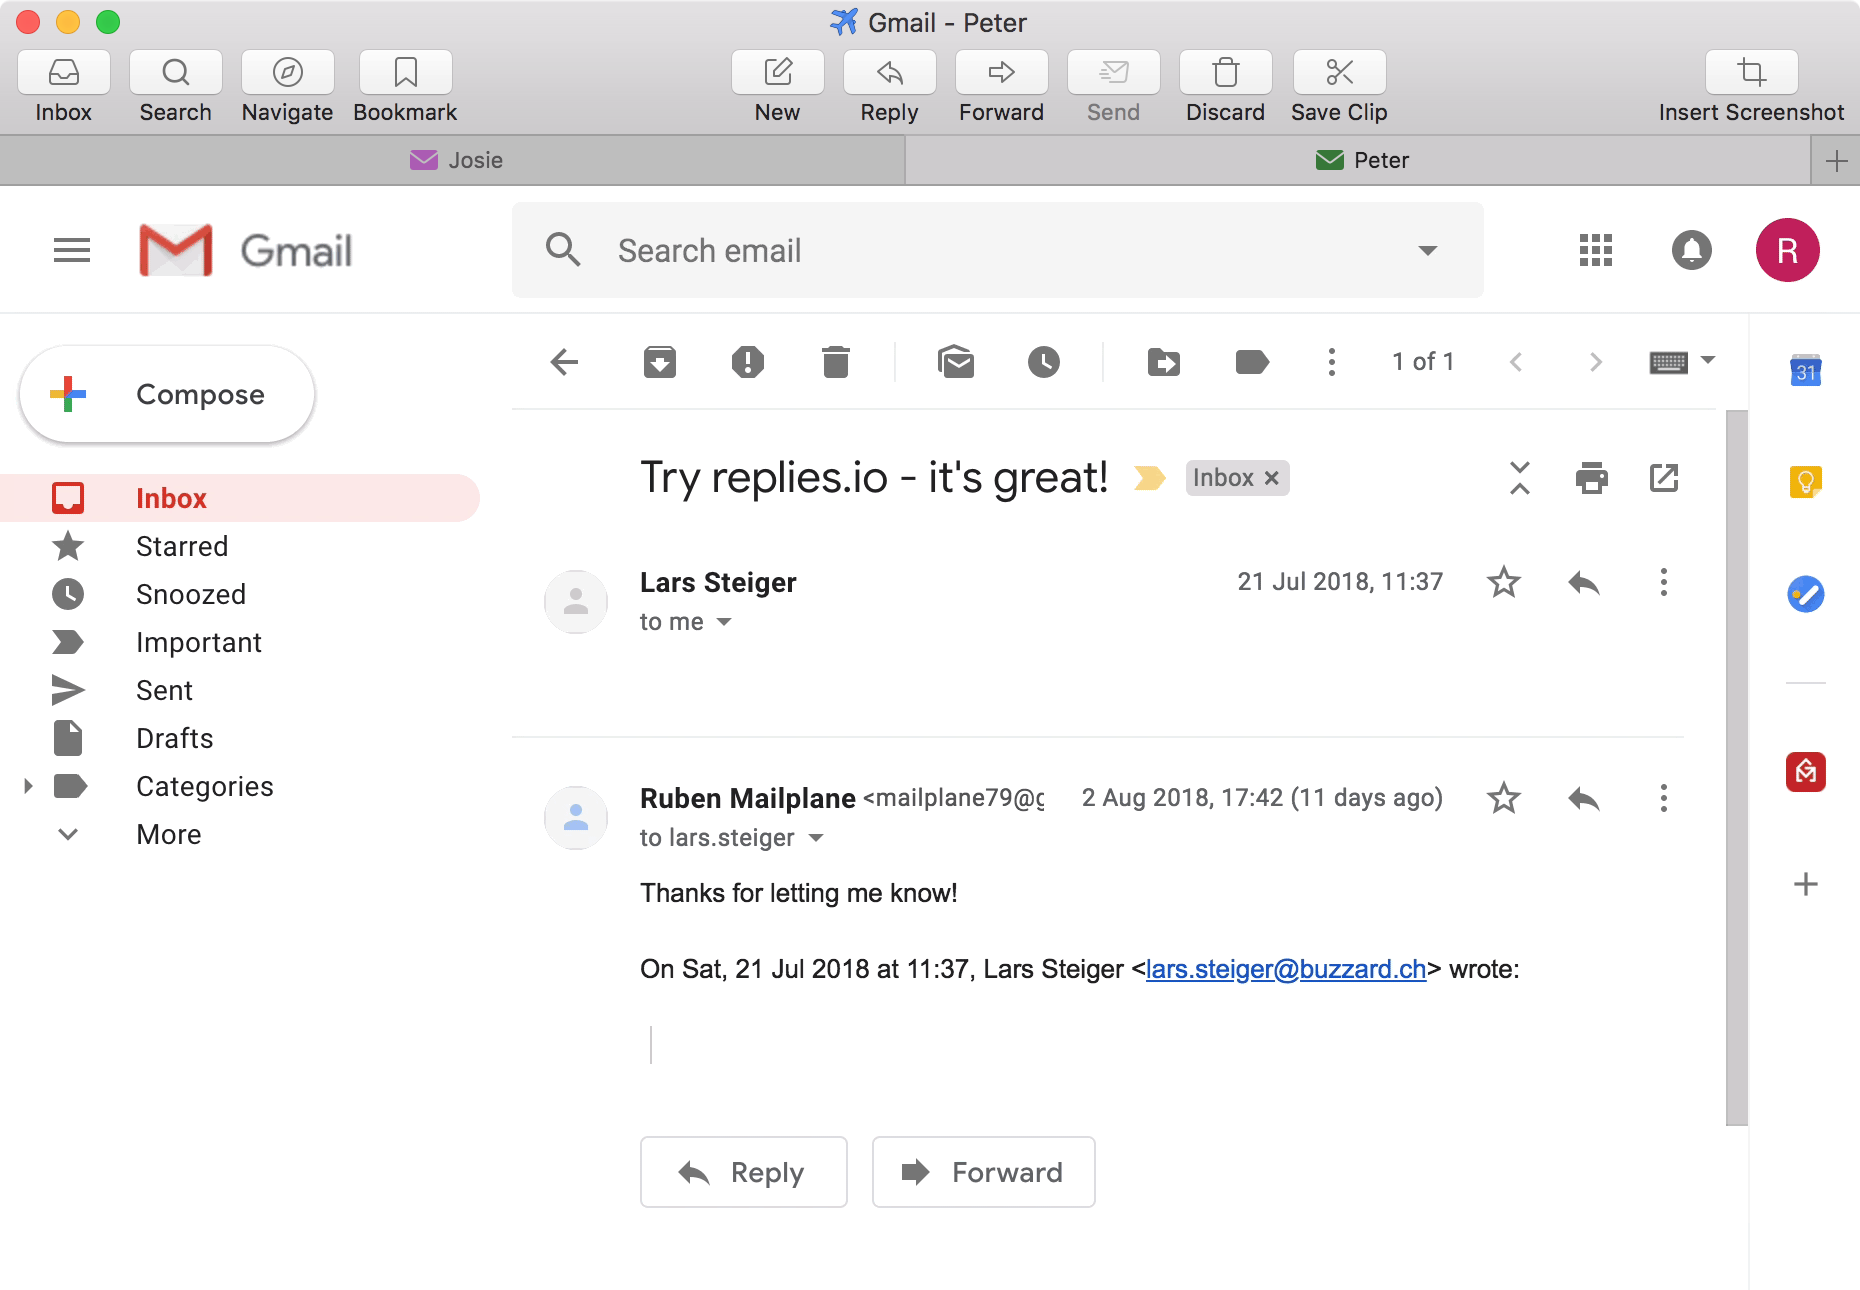 Gmail - Peter
Inbox Search Navigate Bookmark New Reply Forward Send Discard Save Clip Insert Screenshot
Josie Peter
Gmail Search email R
Compose 1 of 1 31
Try replies.io - it's great! Inbox ×
Inbox
Starred
Lars Steiger 21 Jul 2018, 11:37
Snoozed
to me
Important
Sent
Drafts
Categories
Ruben Mailplane <mailplane79@g 2 Aug 2018, 17:42 (11 days ago)
More
to lars.steiger
Thanks for letting me know!
On Sat, 21 Jul 2018 at 11:37, Lars Steiger <lars.steiger@buzzard.ch> wrote:
Reply Forward